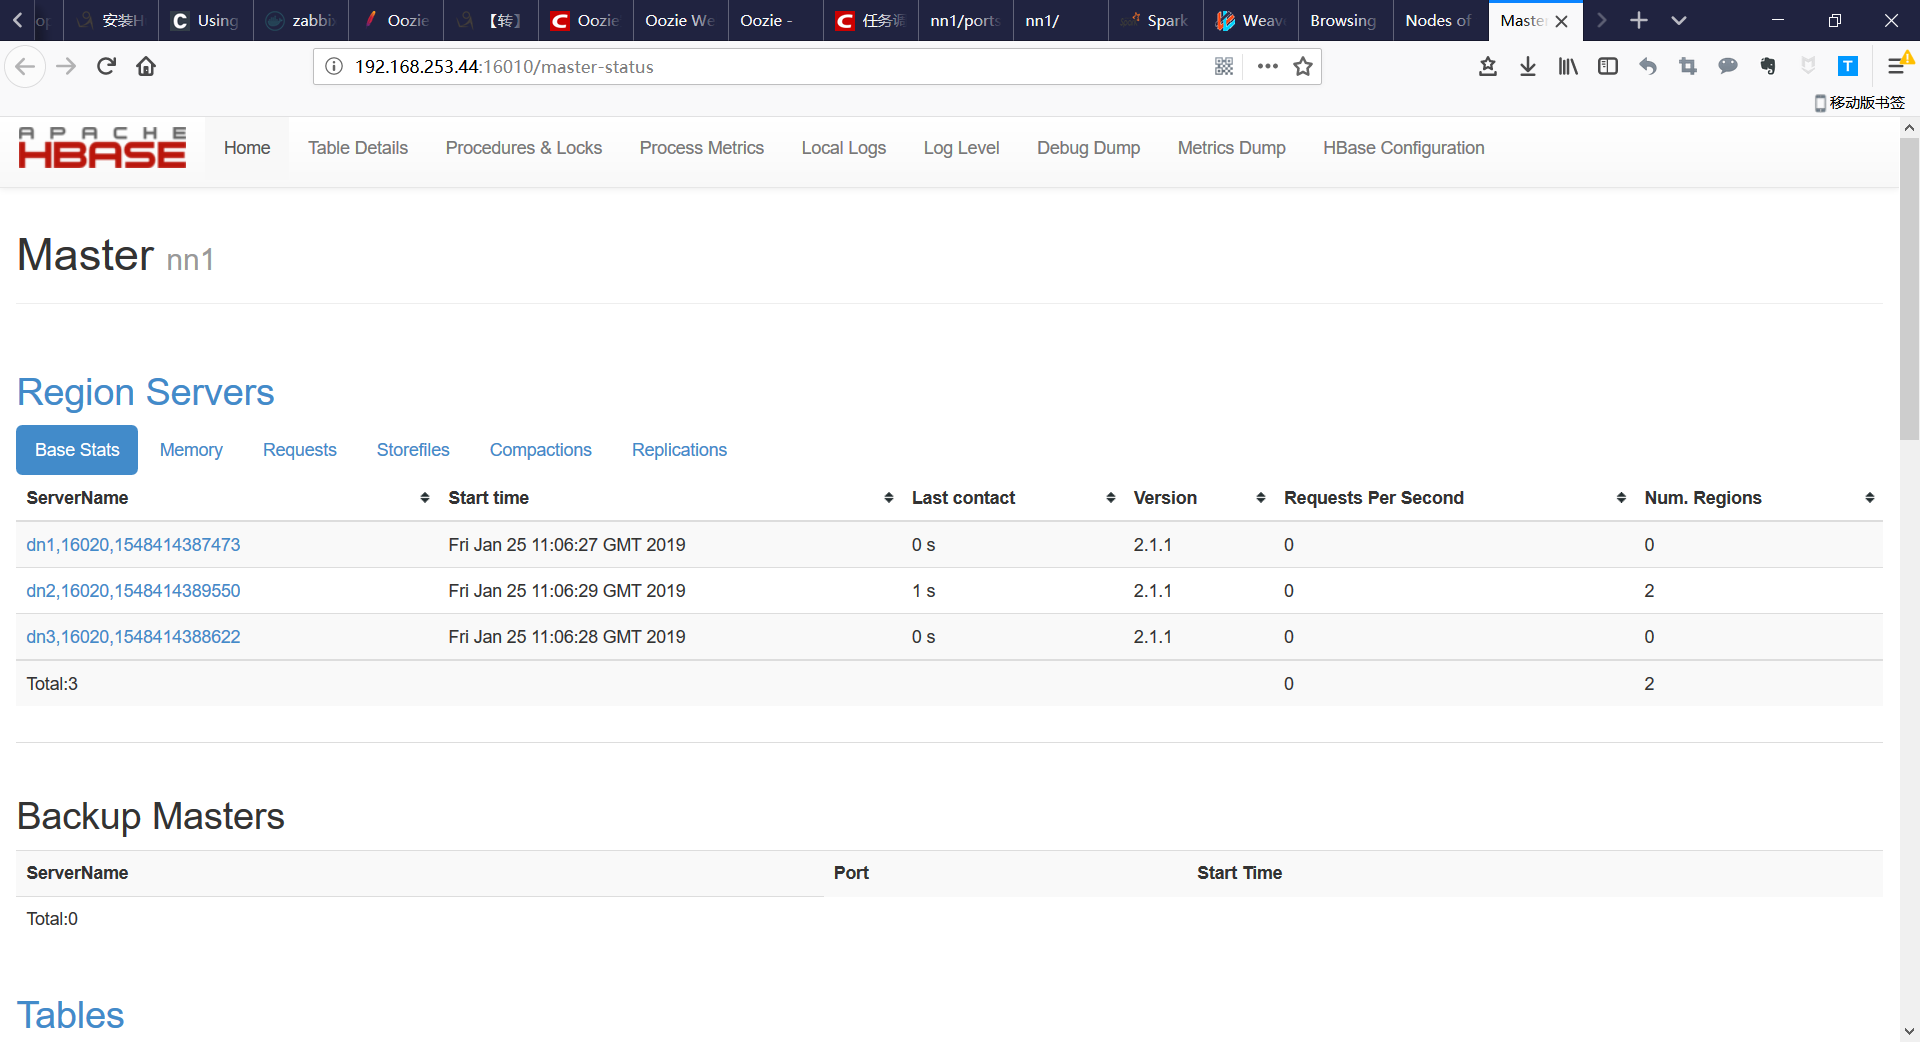 op 安装H Using zabbi Oozie 【转】 Oozie Oozie We Oozie - 任务调 nn1/ports nn1/ Spark Weav Browsing Nodes of Master
192.168.253.44:16010/master-status
移动版书签
APACHE HBASE Home Table Details Procedures & Locks Process Metrics Local Logs Log Level Debug Dump Metrics Dump HBase Configuration
Master nn1
Region Servers
Base Stats Memory Requests Storefiles Compactions Replications
ServerName Start time Last contact Version Requests Per Second Num. Regions
dn1,16020,1548414387473 Fri Jan 25 11:06:27 GMT 2019 0 s 2.1.1 0 0
dn2,16020,1548414389550 Fri Jan 25 11:06:29 GMT 2019 1 s 2.1.1 0 2
dn3,16020,1548414388622 Fri Jan 25 11:06:28 GMT 2019 0 s 2.1.1 0 0
Total:3 0 2
Backup Masters
ServerName Port Start Time
Total:0
Tables